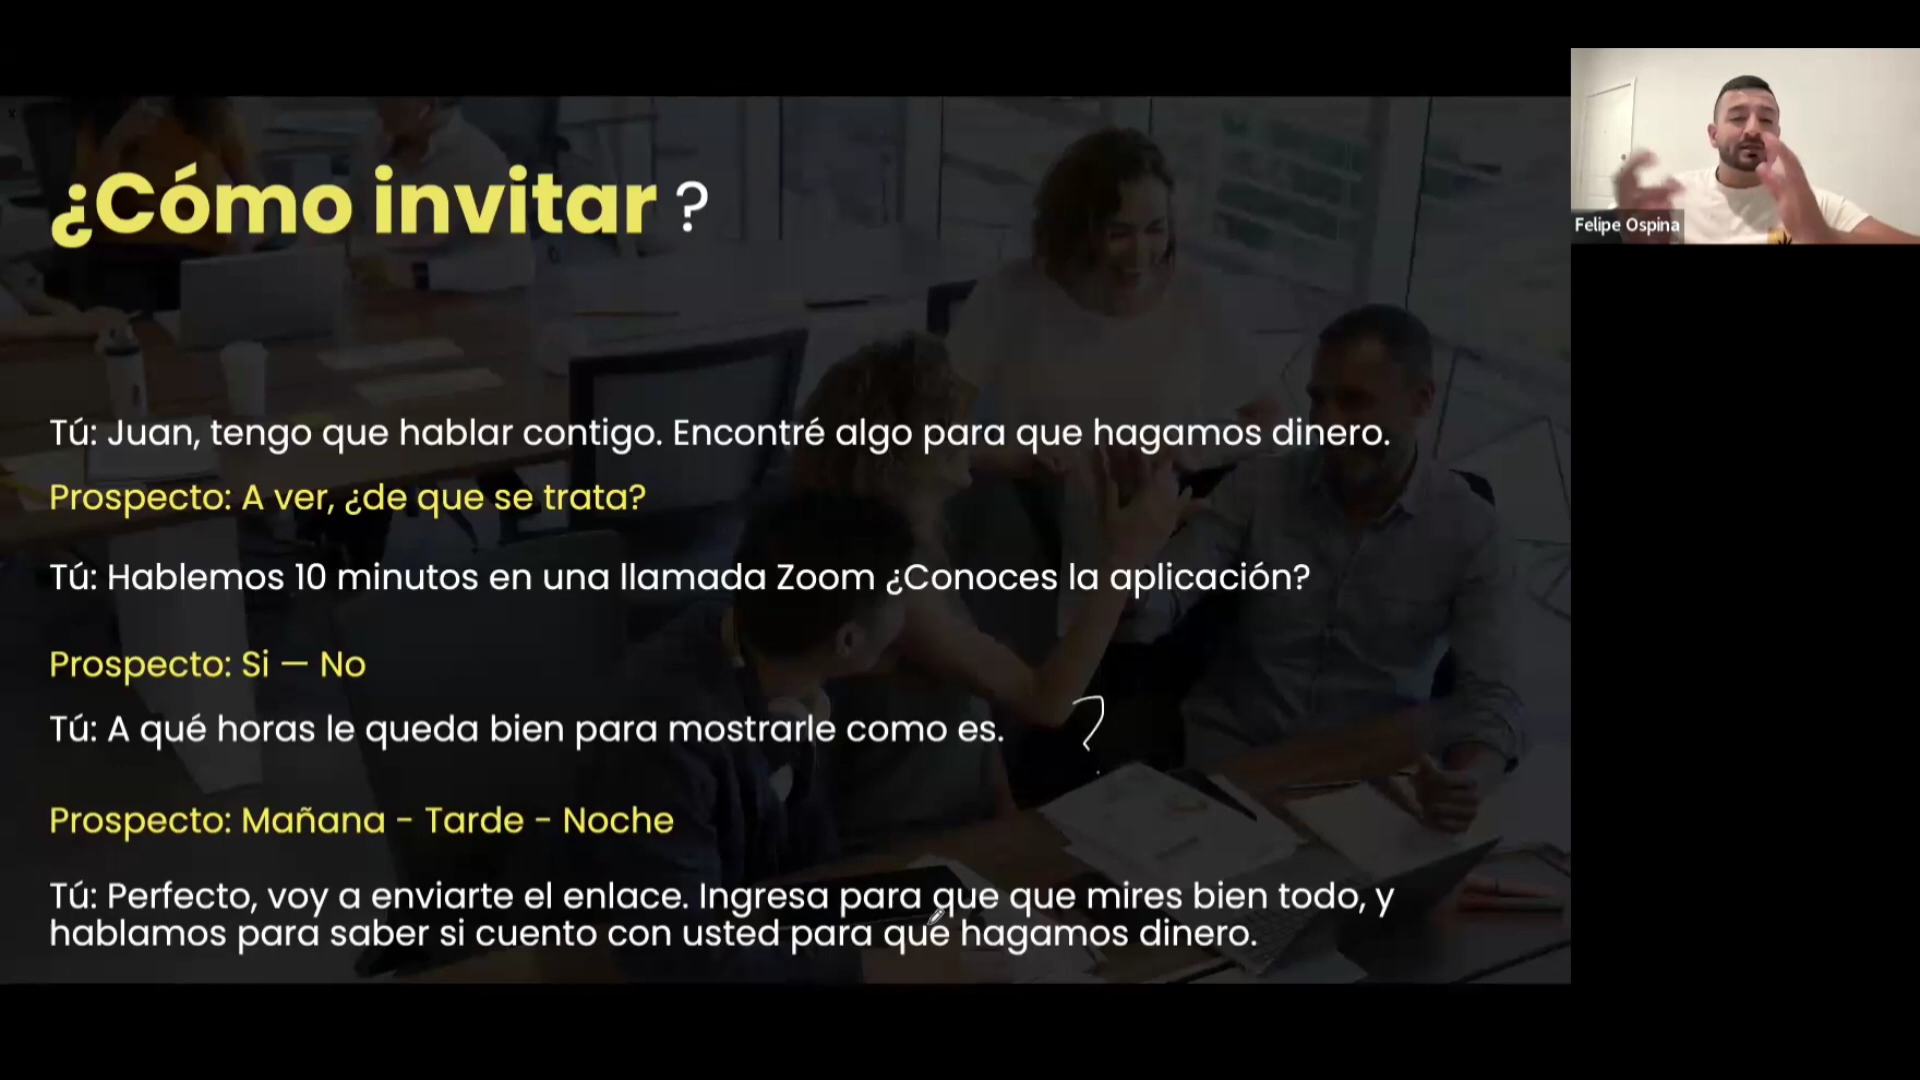 ¿Cómo invitar ?
Felipe Ospina
Tú: Juan, tengo que hablar contigo. Encontré algo para que hagamos dinero.
Prospecto: A ver, ¿de que se trata?
Tú: Hablemos 10 minutos en una llamada Zoom ¿Conoces la aplicación?
Prospecto: Si — No
Tú: A qué horas le queda bien para mostrarle como es. ?
Prospecto: Mañana - Tarde - Noche
Tú: Perfecto, voy a enviarte el enlace. Ingresa para que que mires bien todo, y
hablamos para saber si cuento con usted para qué hagamos dinero.